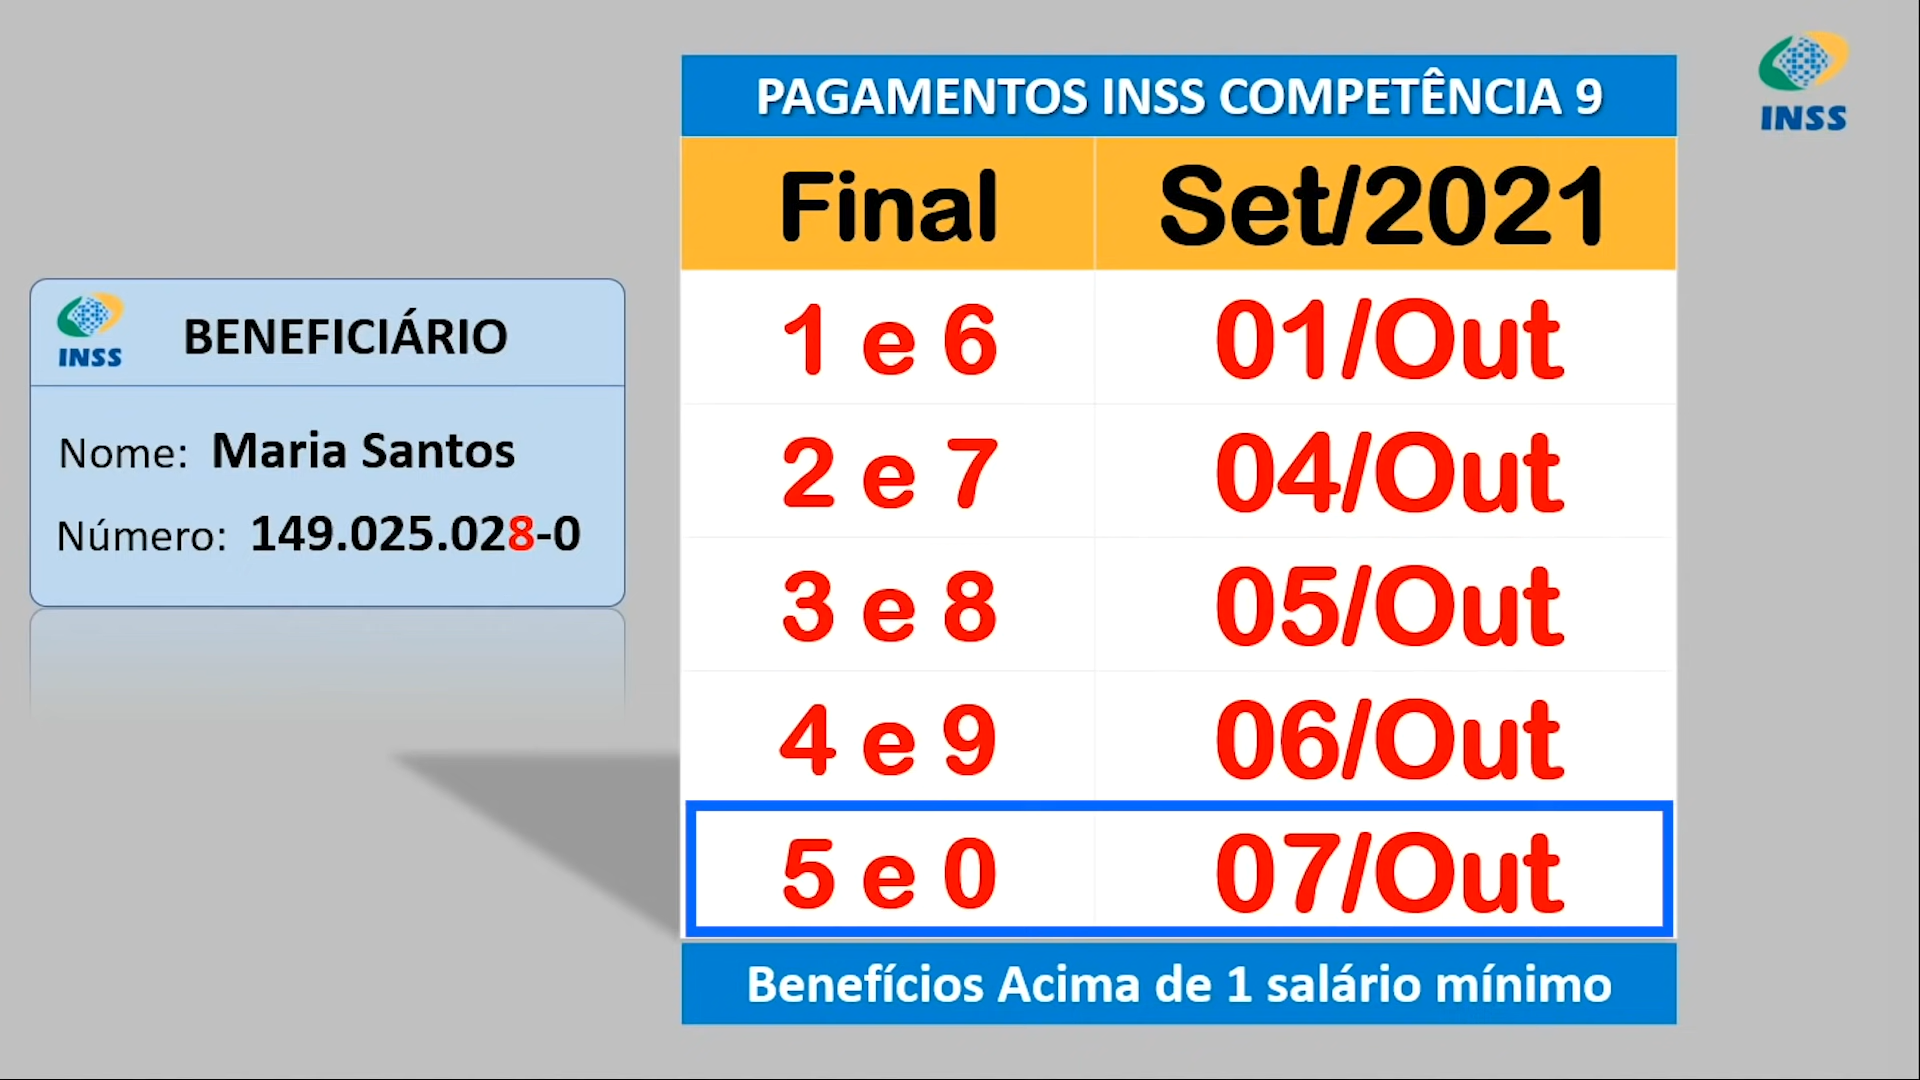 PAGAMENTOS INSS COMPETÊNCIA 9
INSS
Final Set/2021
1 e 6 01/Out
2 e 7 04/Out
3 e 8 05/Out
4 e 9 06/Out
5 e 0 07/Out
Benefícios Acima de 1 salário mínimo
INSS
BENEFICIÁRIO
Nome: Maria Santos
Número: 149.025.028-0